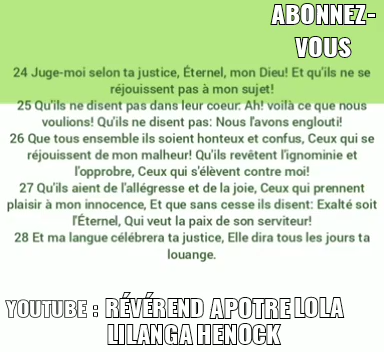 ABONNEZ-
VOUS
24 Juge-moi selon ta justice, Éternel, mon Dieu! Et qu'ils ne se
réjouissent pas à mon sujet!
25 Qu'ils ne disent pas dans leur coeur: Ah! voilà ce que nous
voulions! Qu'ils ne disent pas: Nous l'avons englouti!
26 Que tous ensemble ils soient honteux et confus, Ceux qui se
réjouissent de mon malheur! Qu'ils revêtent l'ignominie et
l'opprobre, Ceux qui s'élèvent contre moi!
27 Qu'ils aient de l'allégresse et de la joie, Ceux qui prennent
plaisir à mon innocence, Et que sans cesse ils disent: Exalté soit
l'Éternel, Qui veut la paix de son serviteur!
28 Et ma langue célébrera ta justice, Elle dira tous les jours ta
louange.
YOUTUBE : RÉVÉREND APOTRE LOLA
LILANGA HENOCK